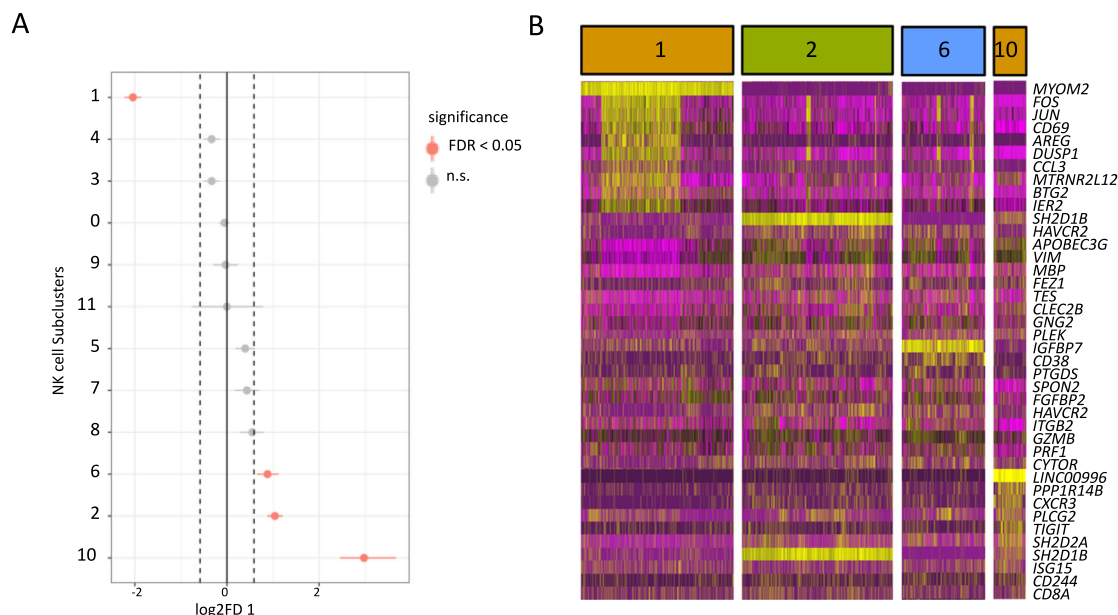 A
B
1
4
3
0
9
11
5
7
8
6
2
10
NK cell Subclusters
-2
0
2
log2FD 1
significance
FDR < 0.05
n.s.
1
2
6
10
MYOM2
FOS
JUN
CD69
AREG
DUSP1
CCL3
MTRNR2L12
BTG2
IER2
SH2D1B
HAVCR2
APOBEC3G
VIM
MBP
FEZ1
TES
CLEC2B
GNG2
PLEK
IGFBP7
CD38
PTGDS
SPON2
FGFBP2
HAVCR2
ITGB2
GZMB
PRF1
CYTOR
LINC00996
PPP1R14B
CXCR3
PLCG2
TIGIT
SH2D2A
SH2D1B
ISG15
CD244
CD8A